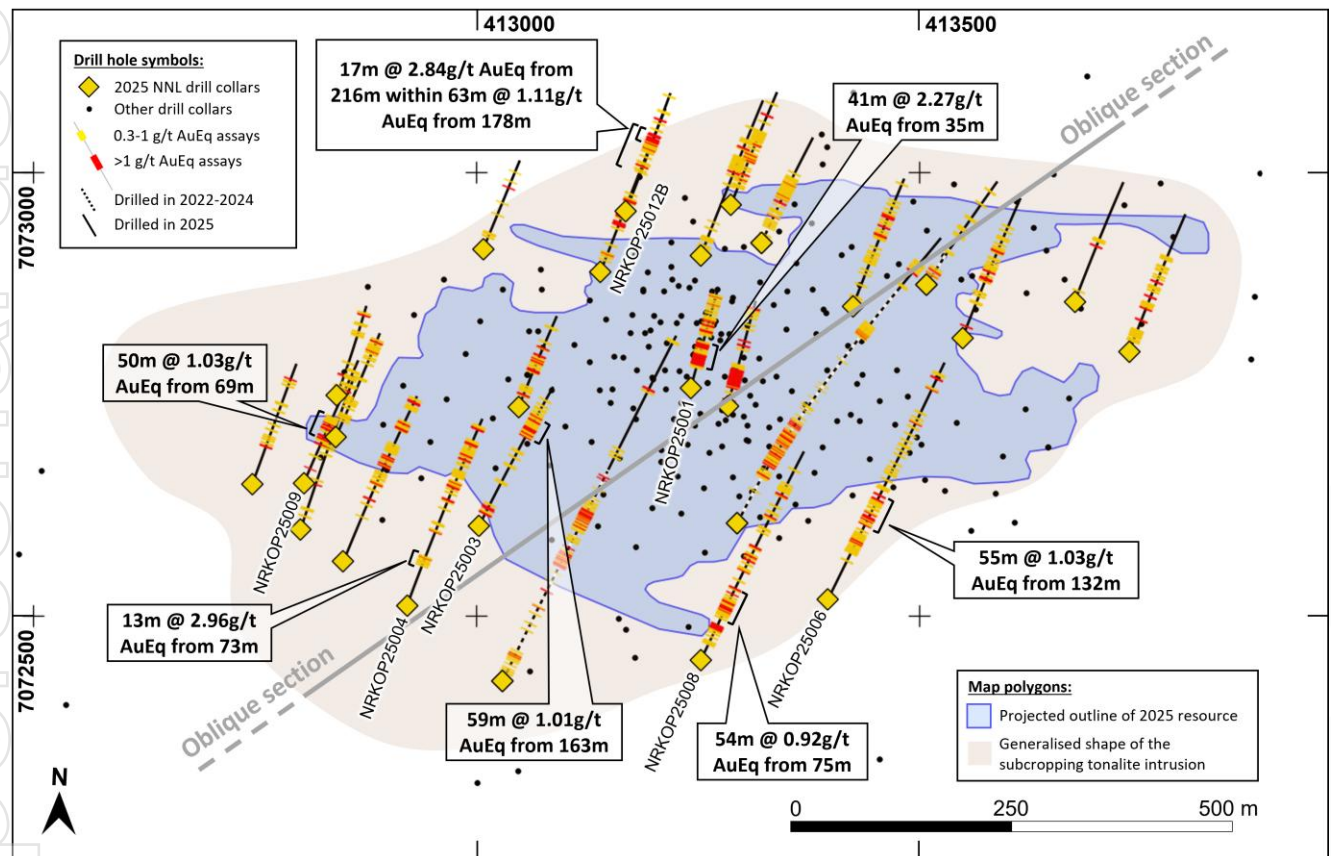 413000
413500
Drill hole symbols:
2025 NNL drill collars
Other drill collars
0.3-1 g/t AuEq assays
>1 g/t AuEq assays
Drilled in 2022-2024
Drilled in 2025
17m @ 2.84g/t AuEq from
216m within 63m @ 1.11g/t
AuEq from 178m
41m @ 2.27g/t
AuEq from 35m
Oblique section
7073000
NRKOP25012B
50m @ 1.03g/t
AuEq from 69m
NRKOP25001
NRKOP25009
NRKOP25003
NRKOP25004
55m @ 1.03g/t
AuEq from 132m
13m @ 2.96g/t
AuEq from 73m
7072500
NRKOP25006
NRKOP25008
Oblique section
59m @ 1.01g/t
AuEq from 163m
54m @ 0.92g/t
AuEq from 75m
Map polygons:
Projected outline of 2025 resource
Generalised shape of the
subcropping tonalite intrusion
N
0 250 500 m